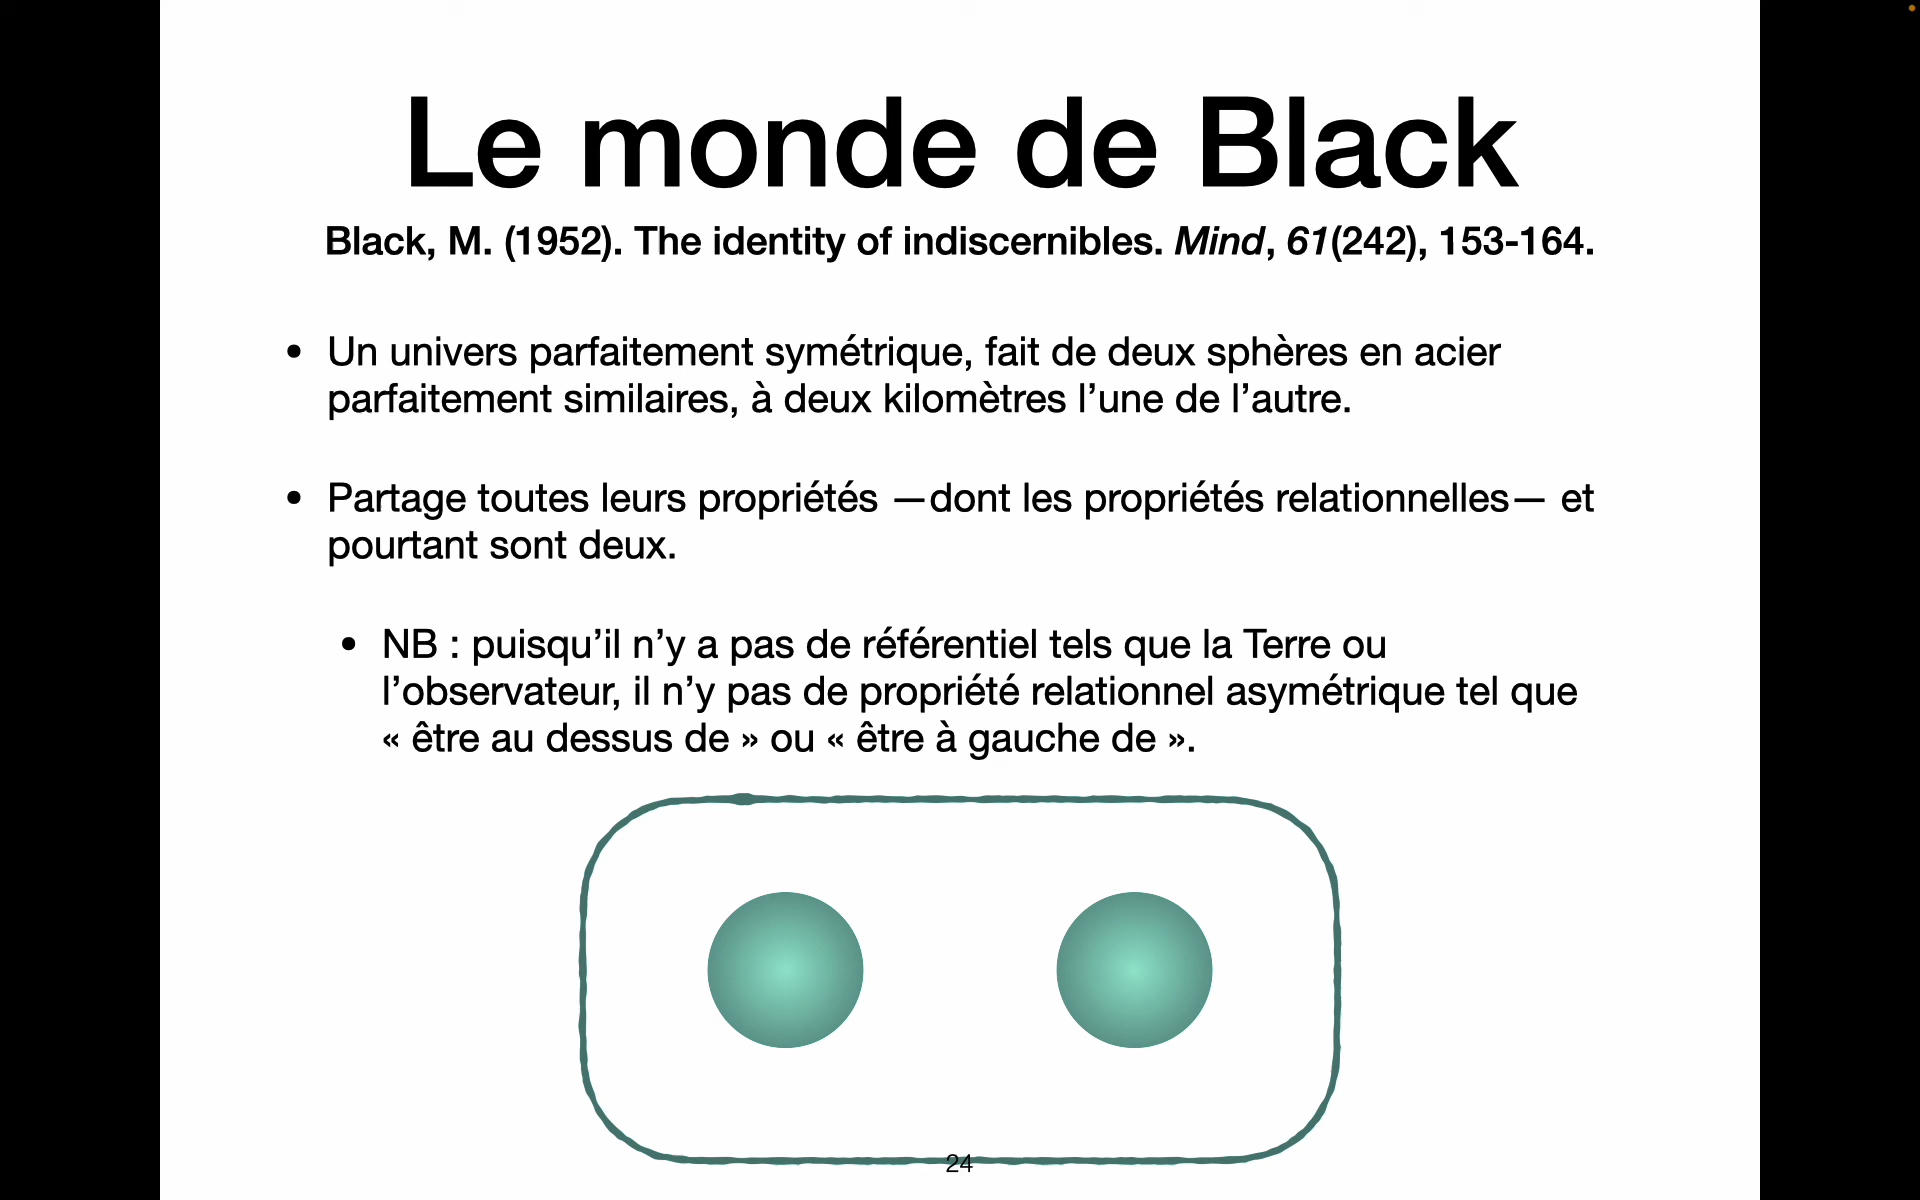 Le monde de Black
Black, M. (1952). The identity of indiscernibles. Mind, 61(242), 153-164.
• Un univers parfaitement symétrique, fait de deux sphères en acier
parfaitement similaires, à deux kilomètres l’une de l’autre.
• Partage toutes leurs propriétés —dont les propriétés relationnelles— et
pourtant sont deux.
• NB : puisqu’il n’y a pas de référentiel tels que la Terre ou
l’observateur, il n’y pas de propriété relationnel asymétrique tel que
« être au dessus de » ou « être à gauche de ».
24